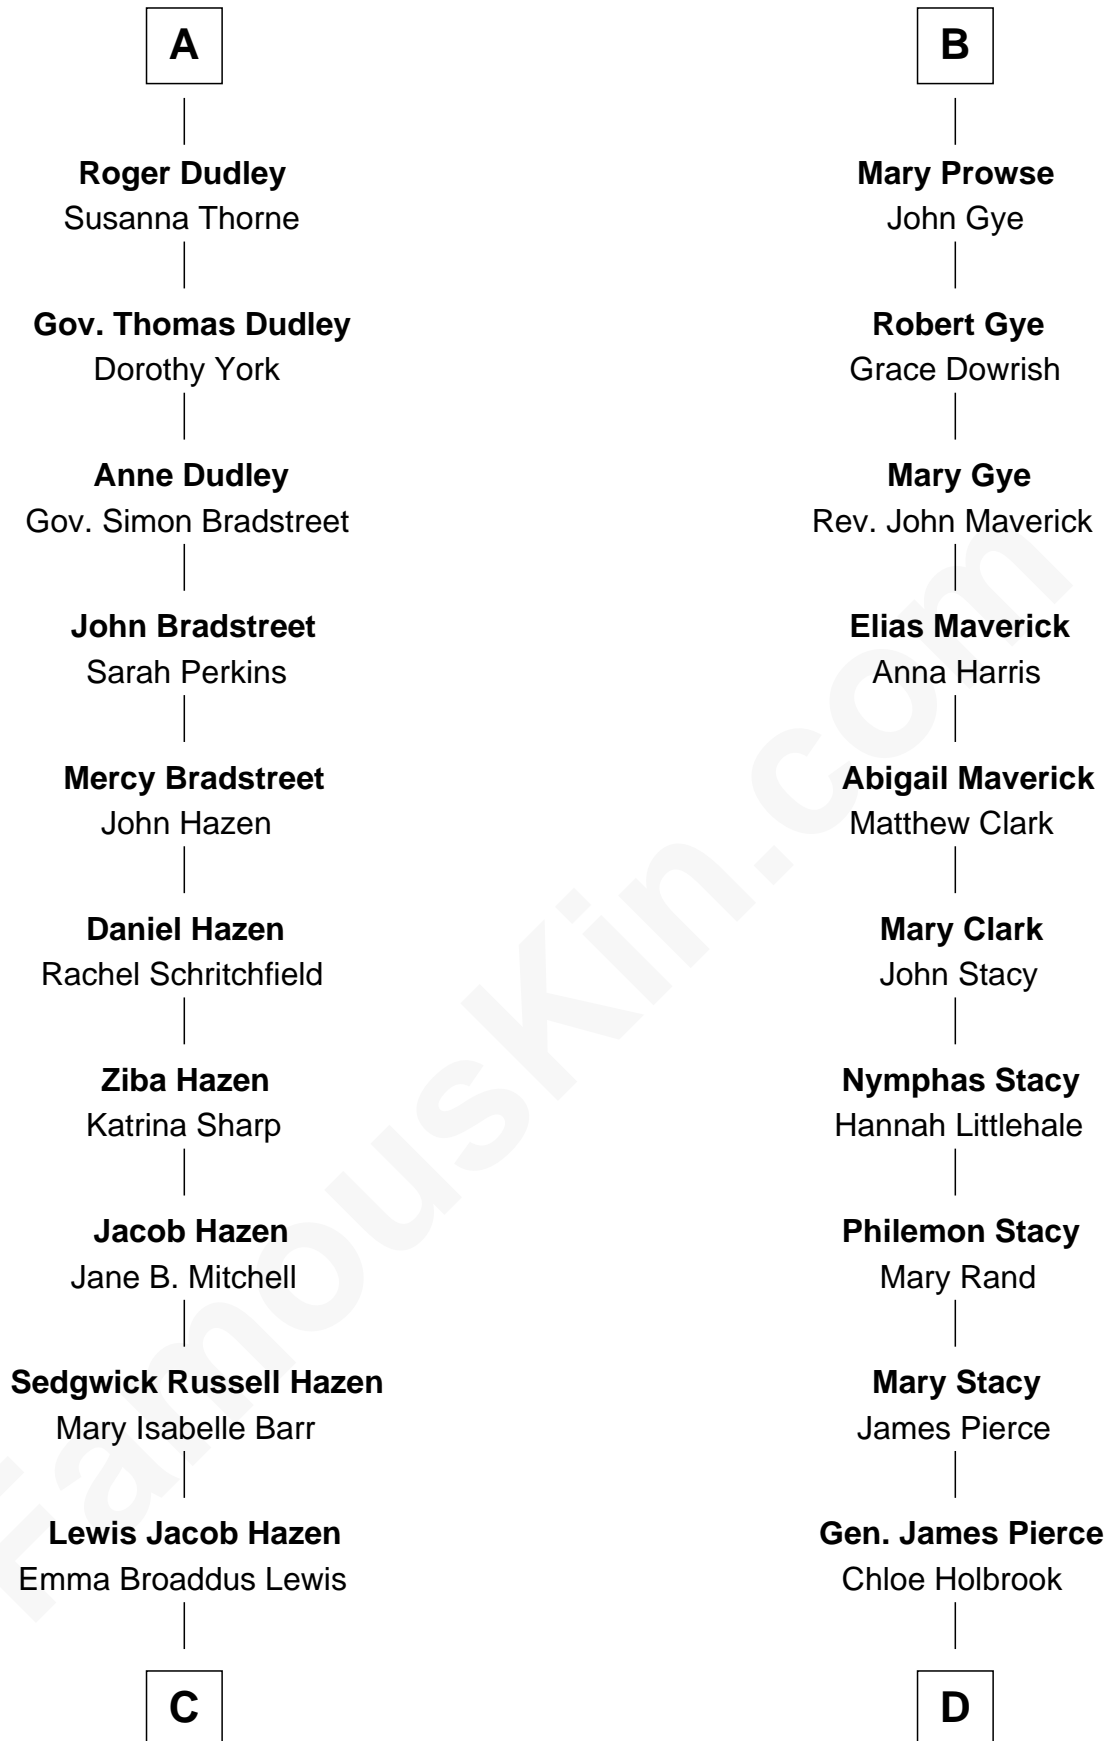 A
Roger Dudley
Susanna Thorne
Gov. Thomas Dudley
Dorothy York
Anne Dudley
Gov. Simon Bradstreet
John Bradstreet
Sarah Perkins
Mercy Bradstreet
John Hazen
Daniel Hazen
Rachel Schritchfield
Ziba Hazen
Katrina Sharp
Jacob Hazen
Jane B. Mitchell
Sedgwick Russell Hazen
Mary Isabelle Barr
Lewis Jacob Hazen
Emma Broaddus Lewis
C
B
Mary Prowse
John Gye
Robert Gye
Grace Dowrish
Mary Gye
Rev. John Maverick
Elias Maverick
Anna Harris
Abigail Maverick
Matthew Clark
Mary Clark
John Stacy
Nymphas Stacy
Hannah Littlehale
Philemon Stacy
Mary Rand
Mary Stacy
James Pierce
Gen. James Pierce
Chloe Holbrook
D
FamousKin.com